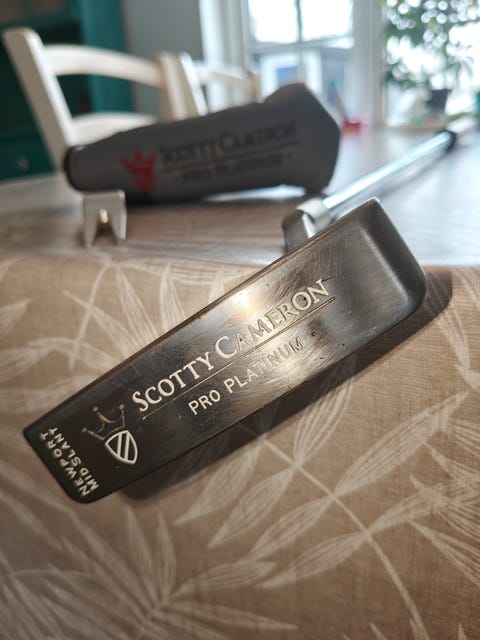 SCOTTY CAMERON
PRO PLATINUM
SCOTTY CAMERON
PRO PLATINUM
NEWPORT
MID SLANT